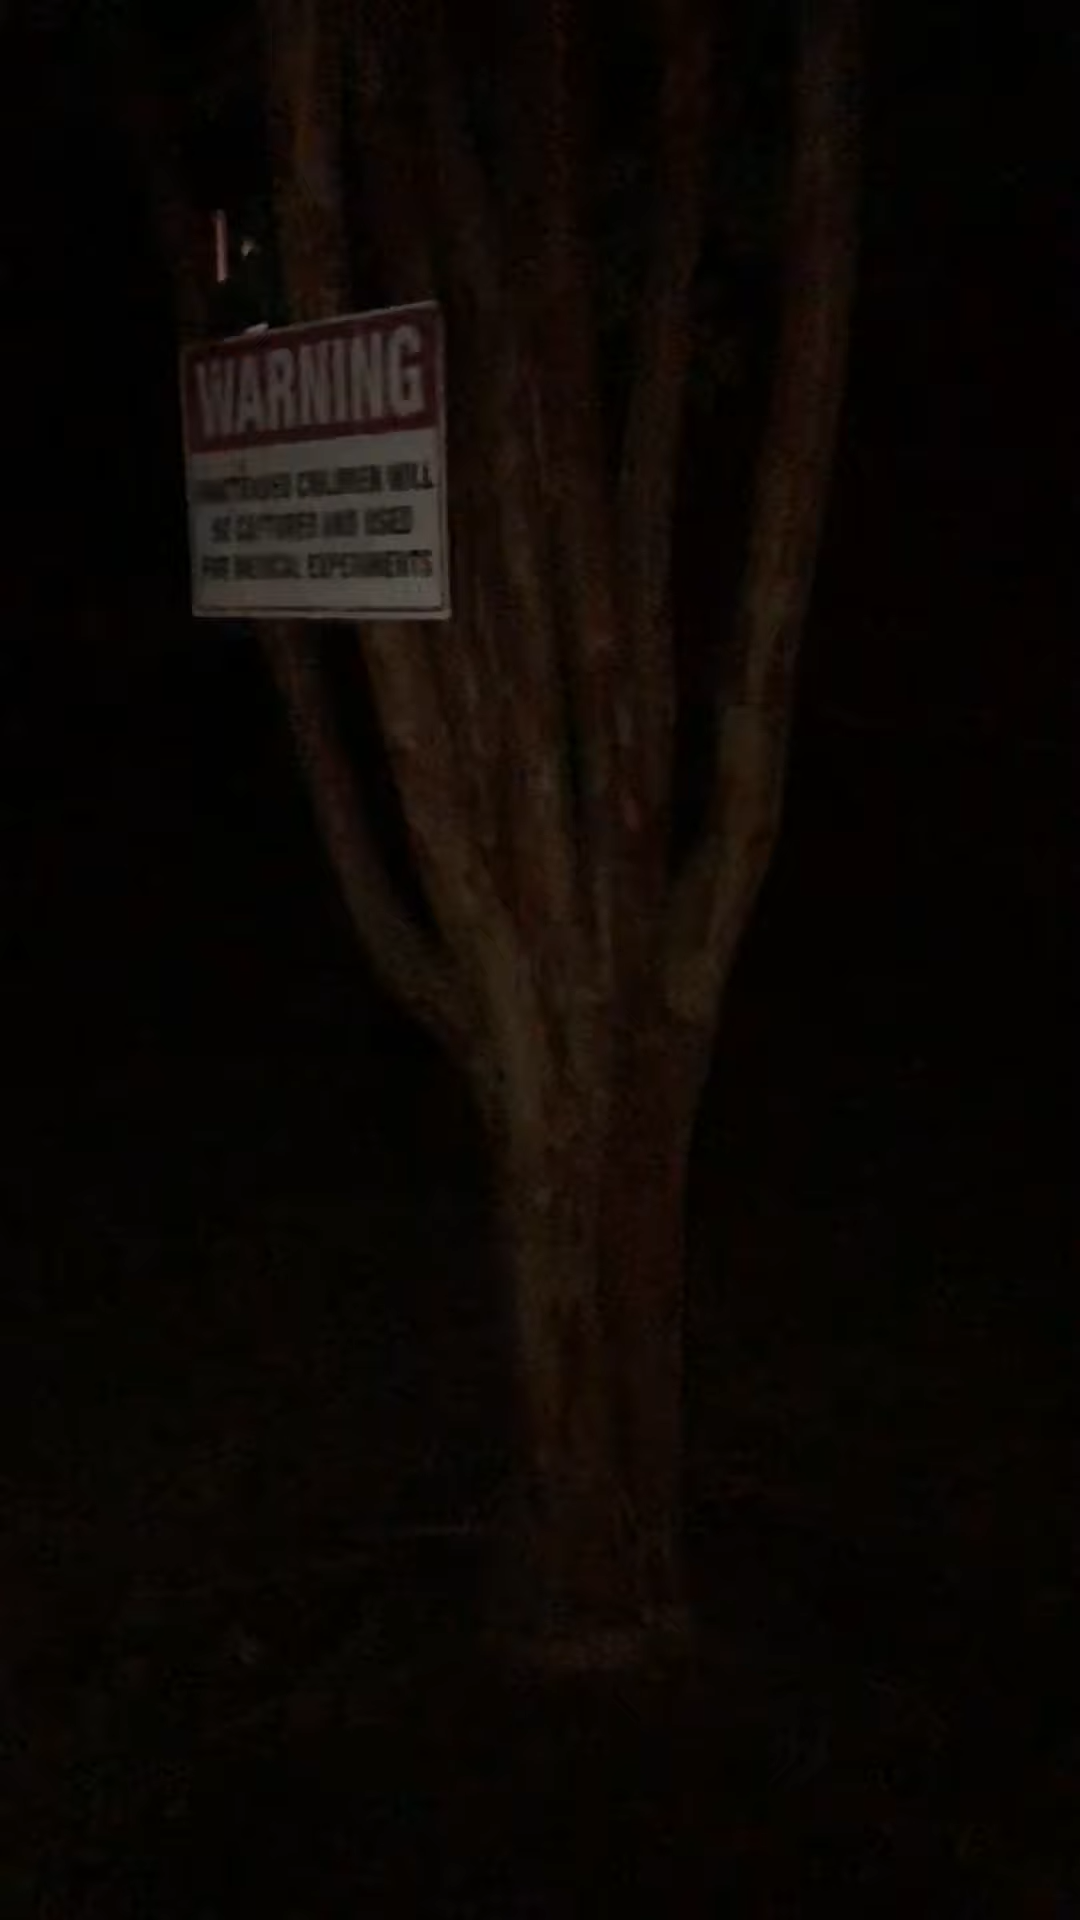 WARNING
UNATTENDED CHILDREN WILL
BE CAPTURED AND USED
FOR MEDICAL EXPERIMENTS